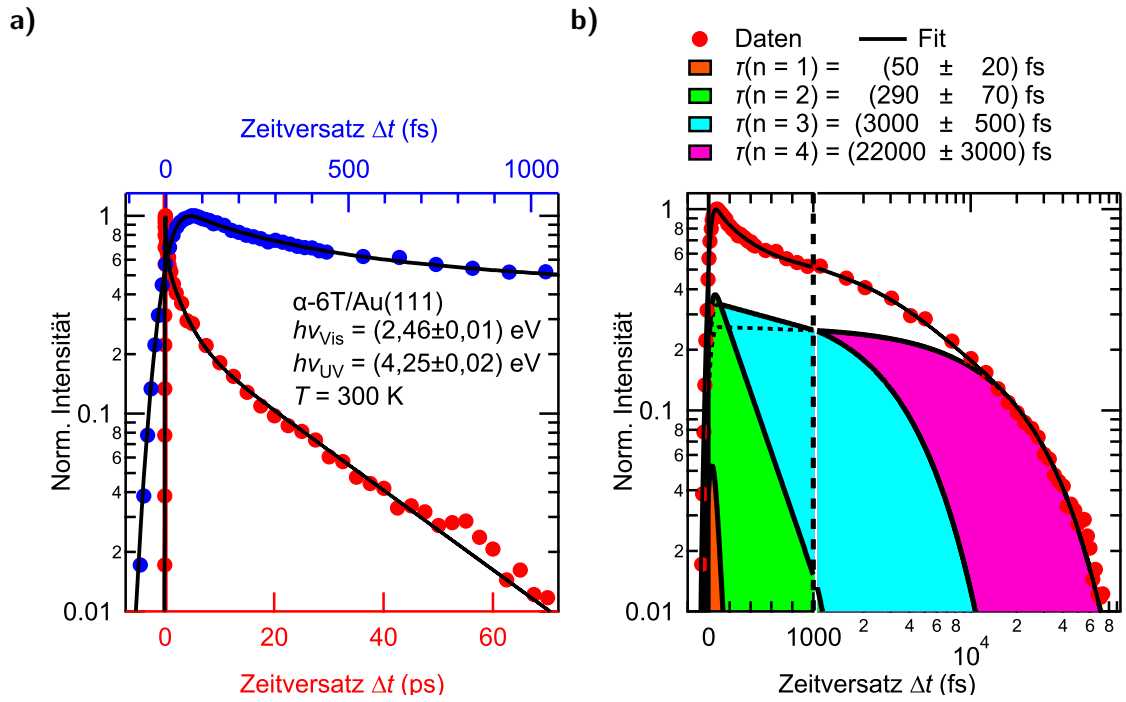 a)
Zeitversatz Δt (fs)
0 500 1000
Norm. Intensität
1
8
6
4
2
0.1
8
6
4
2
0.01
α-6T/Au(111)
hνVis = (2,46±0,01) eV
hνUV = (4,25±0,02) eV
T = 300 K
0 20 40 60
Zeitversatz Δt (ps)
b)
Daten Fit
τ(n = 1) = (50 ± 20) fs
τ(n = 2) = (290 ± 70) fs
τ(n = 3) = (3000 ± 500) fs
τ(n = 4) = (22000 ± 3000) fs
Norm. Intensität
1
8
6
4
2
0.1
8
6
4
2
0.01
0 1000 2 4 6 8 10⁴ 2 4 6 8
Zeitversatz Δt (fs)